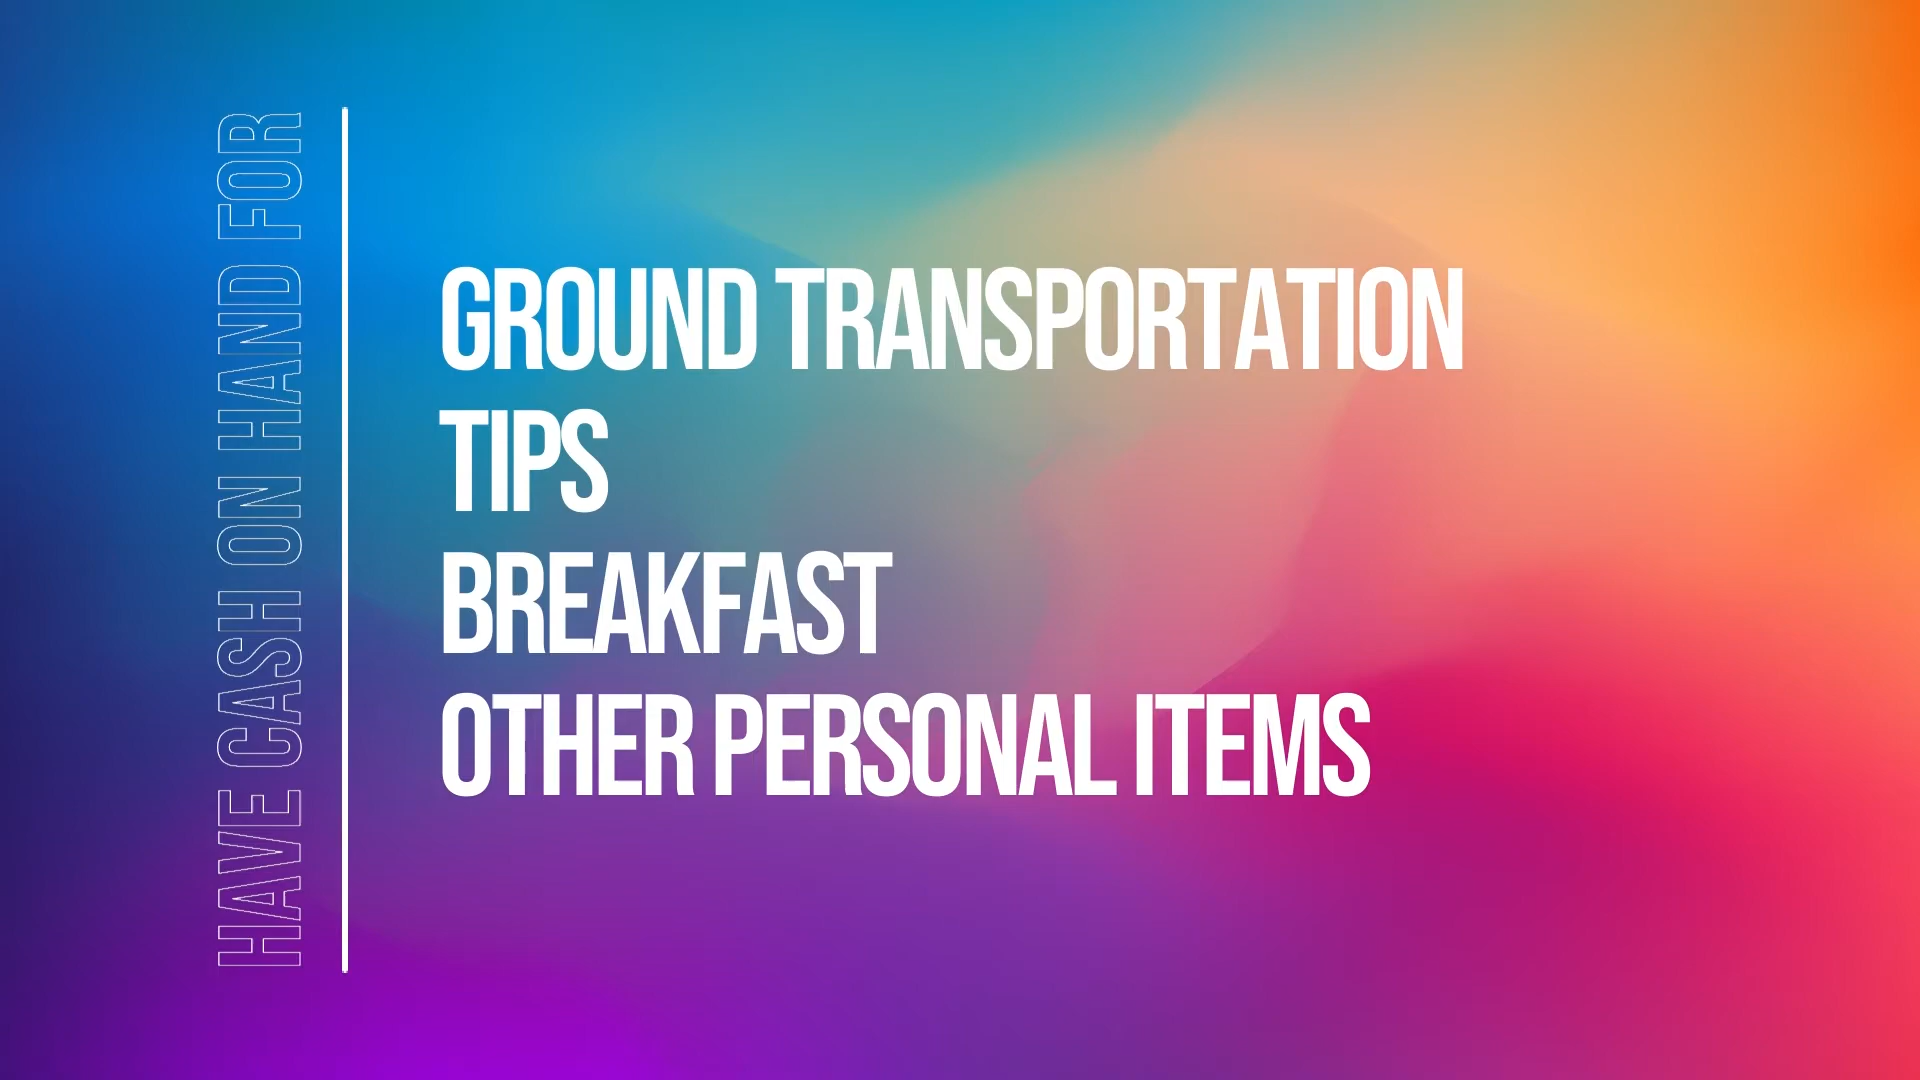 HAVE CASH ON HAND FOR
GROUND TRANSPORTATION
TIPS
BREAKFAST
OTHER PERSONAL ITEMS